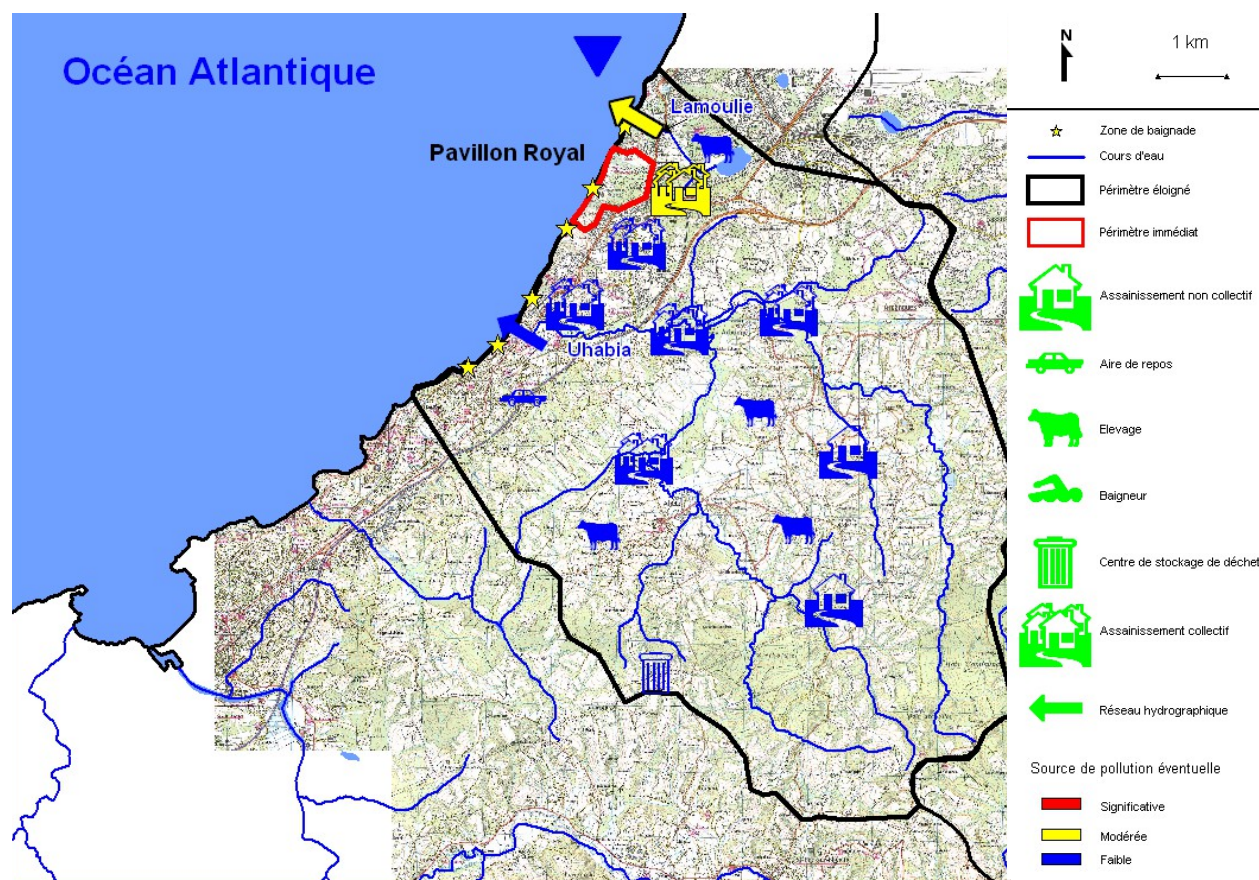 Océan Atlantique
Lamoulie
Pavillon Royal
Uhabia
N
1 km
Zone de baignade
Cours d'eau
Périmètre éloigné
Périmètre immédiat
Assainissement non collectif
Aire de repos
Elevage
Baigneur
Centre de stockage de déchet
Assainissement collectif
Réseau hydrographique
Source de pollution éventuelle
Significative
Modérée
Faible